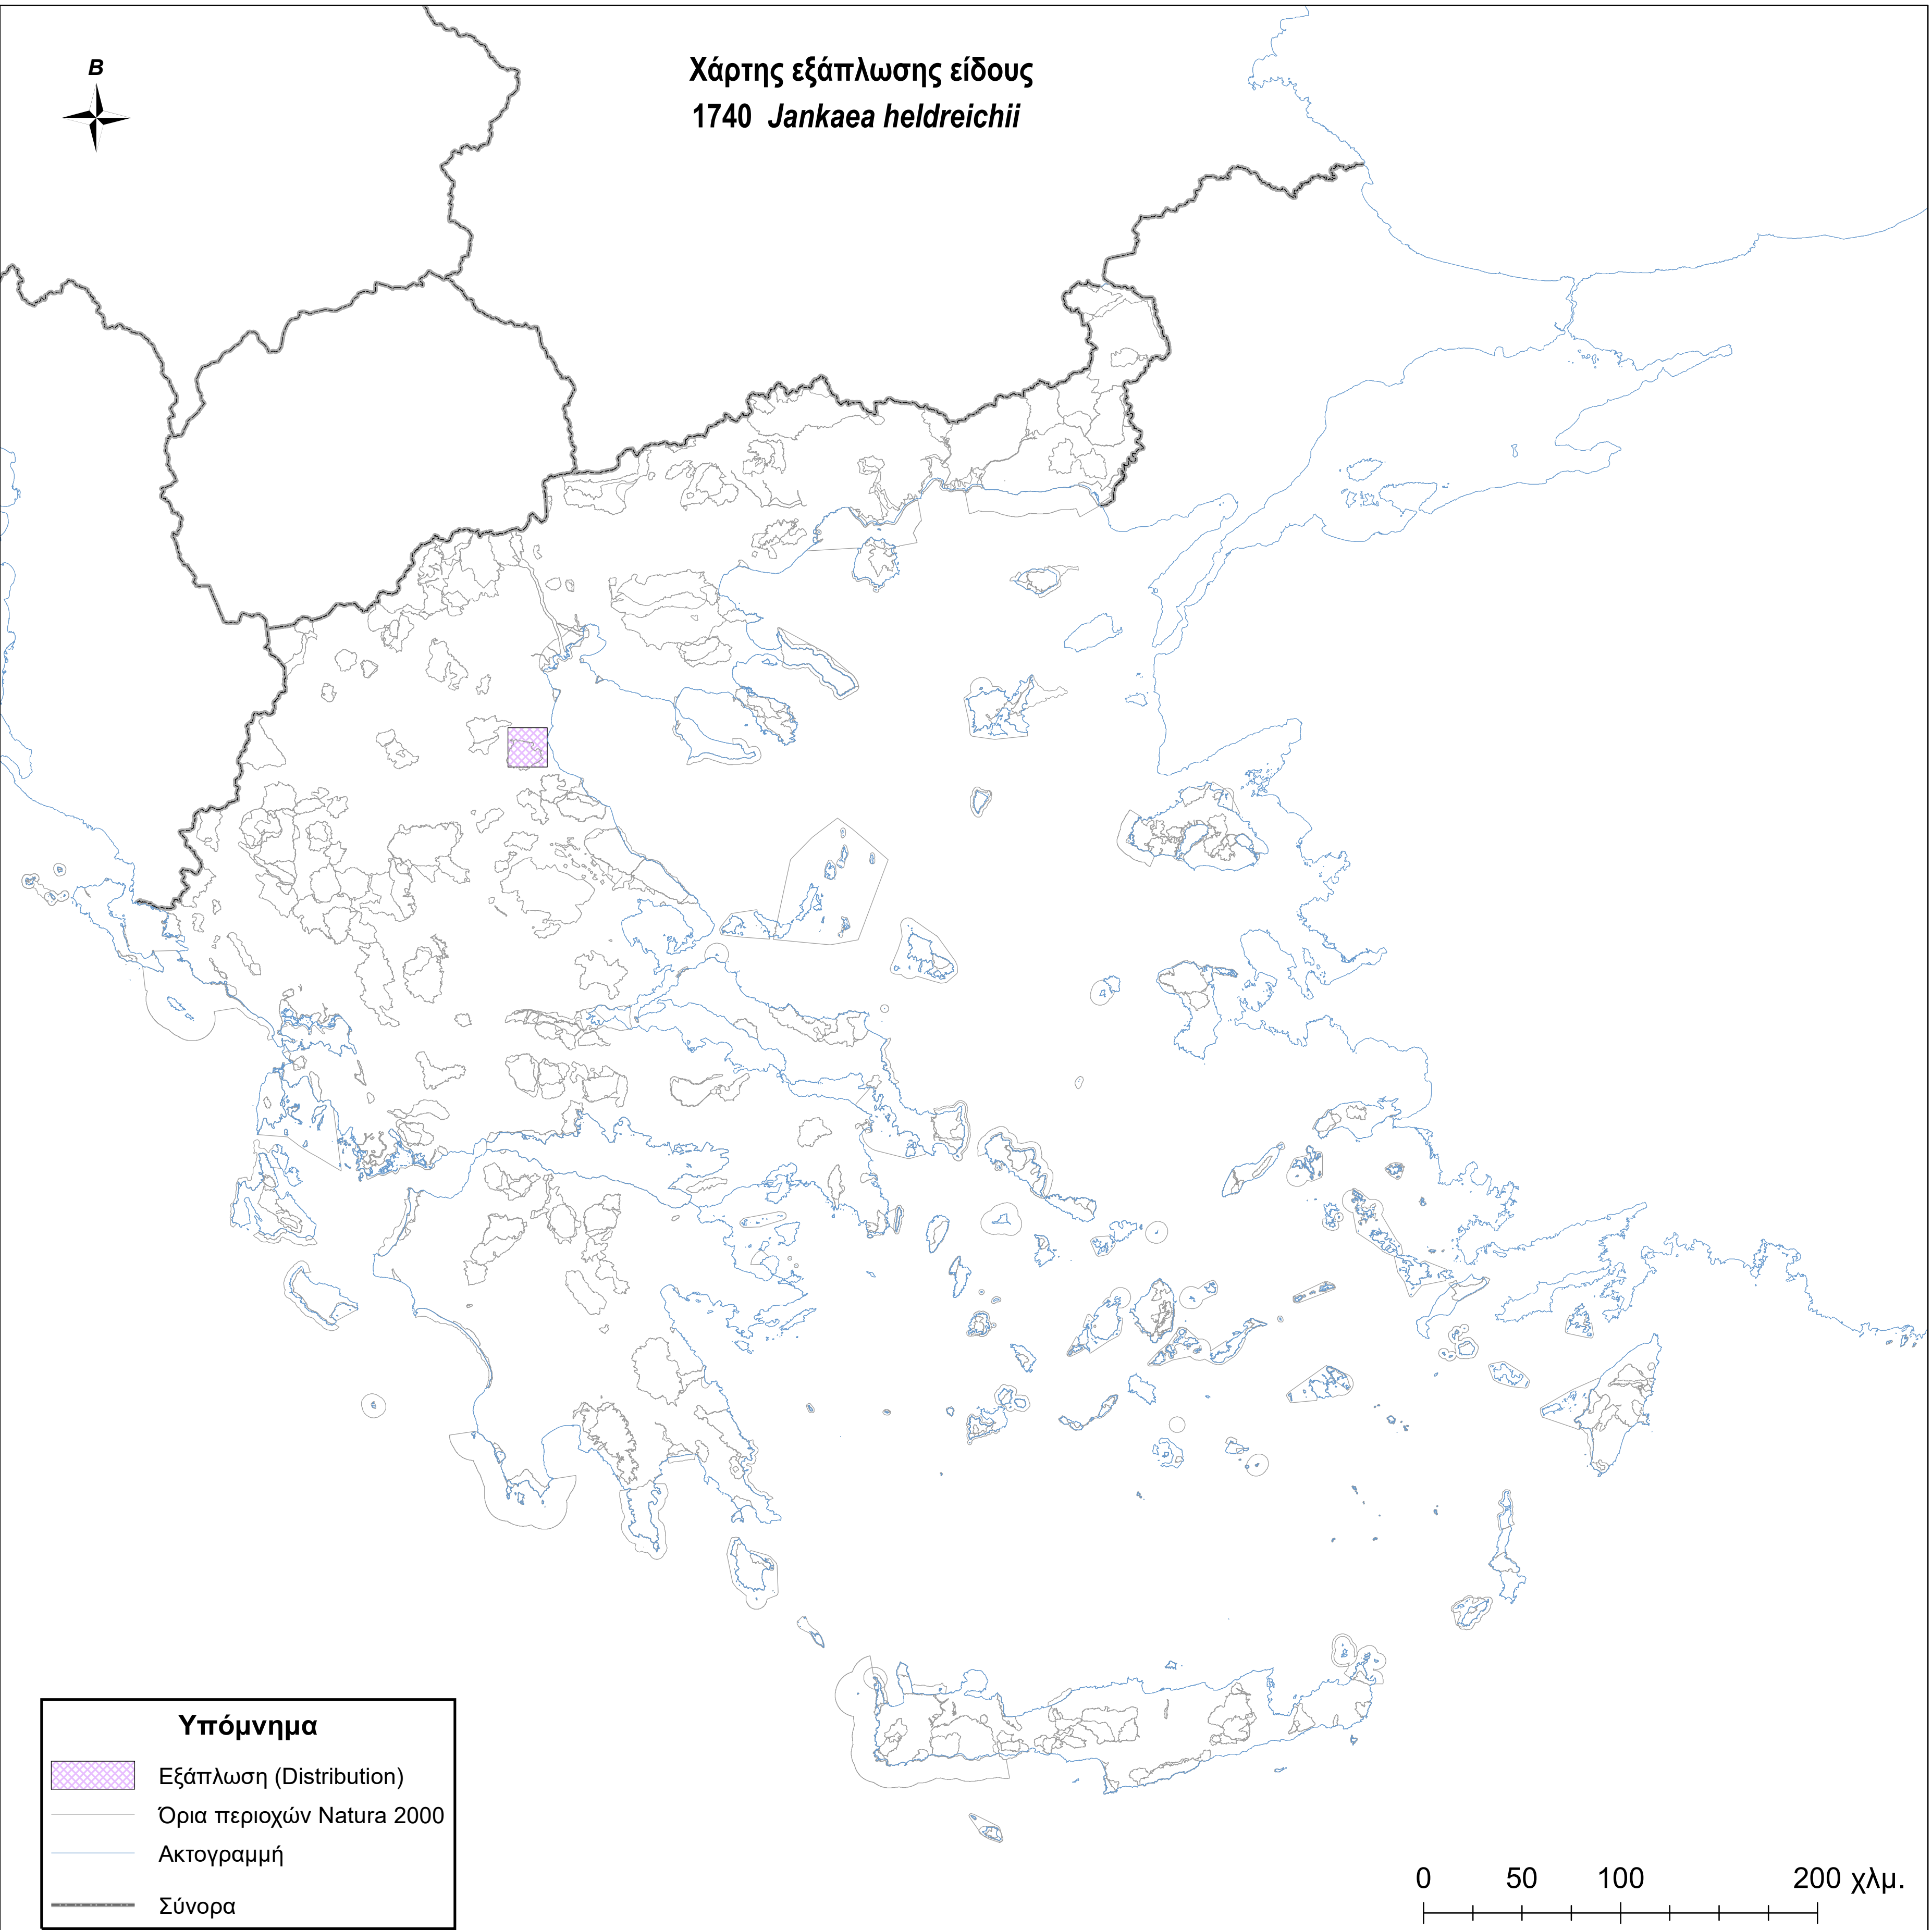 Β
Χάρτης εξάπλωσης είδους
1740 Jankaea heldreichii
Υπόμνημα
Εξάπλωση (Distribution)
Όρια περιοχών Natura 2000
Ακτογραμμή
Σύνορα
0 50 100 200 χλμ.